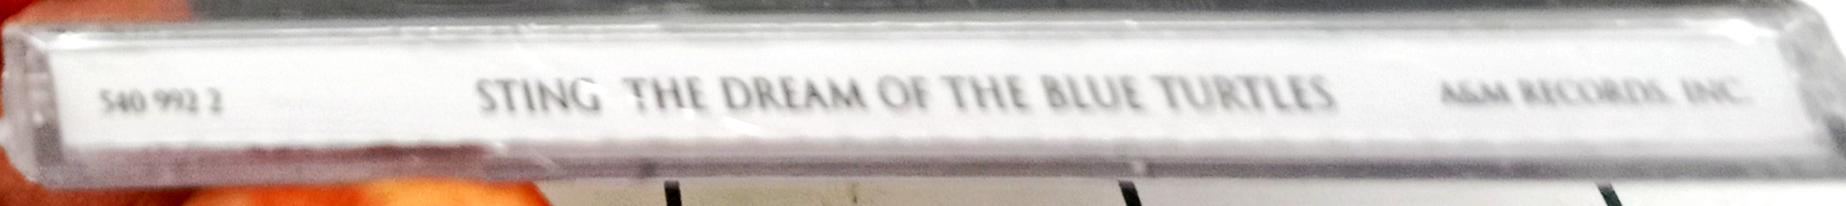 540 992 2 STING THE DREAM OF THE BLUE TURTLES A&M RECORDS, INC.